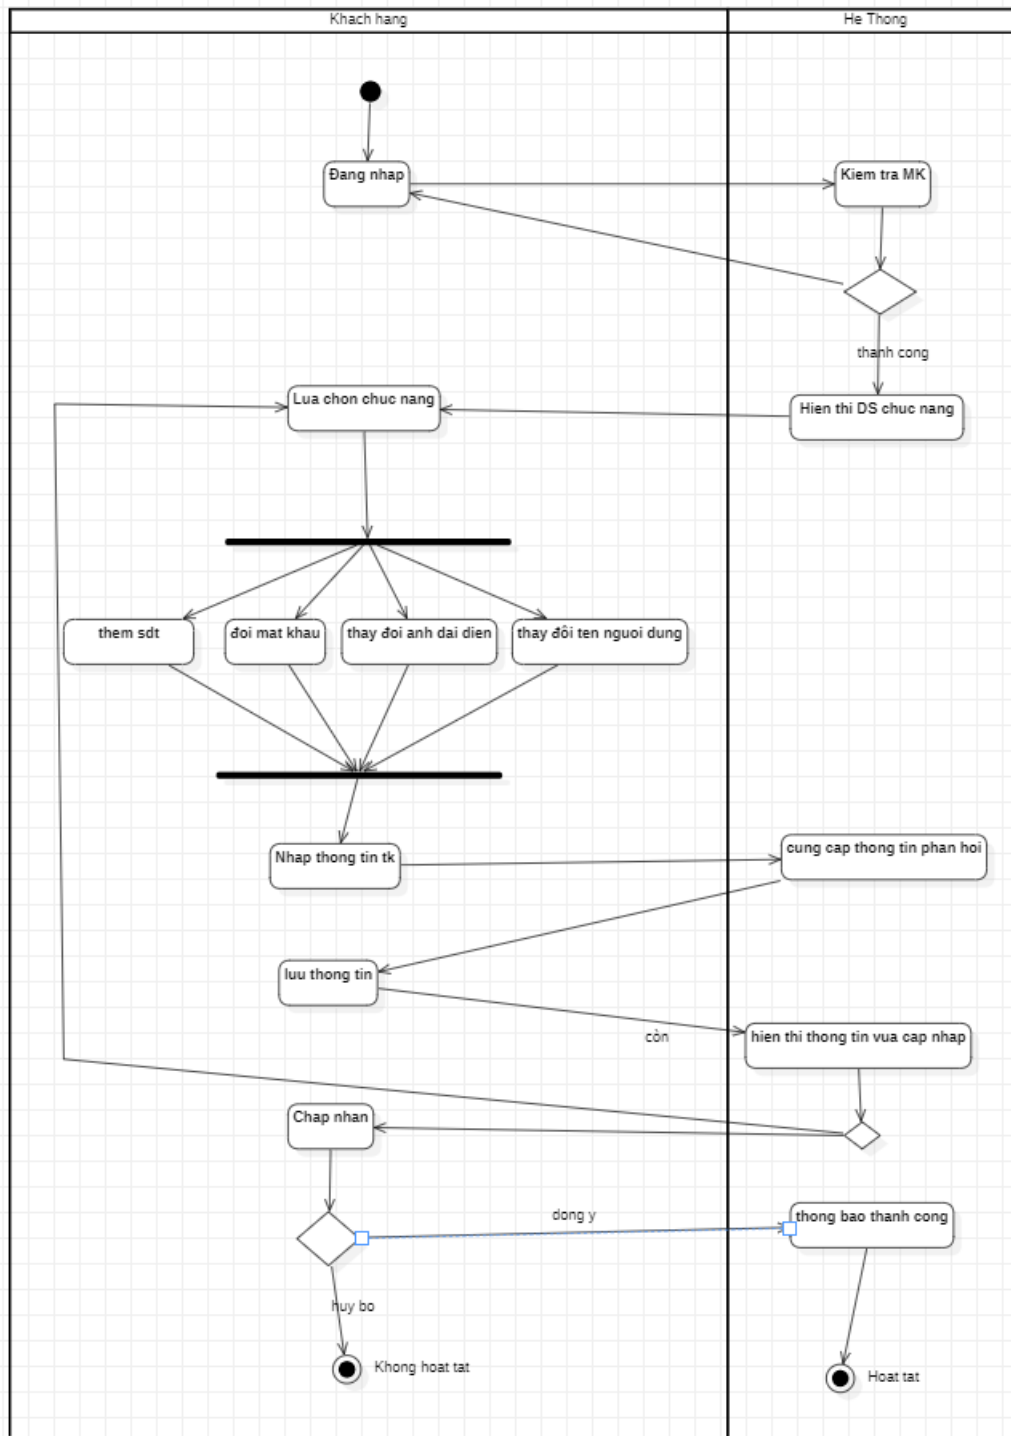 Khach hang
He Thong
Đang nhap
Kiem tra MK
thanh cong
Lua chon chuc nang
Hien thi DS chuc nang
them sdt
đoi mat khau
thay đoi anh dai dien
thay đôi ten nguoi dung
Nhap thong tin tk
cung cap thong tin phan hoi
luu thong tin
còn
hien thi thong tin vua cap nhap
Chap nhan
dong y
thong bao thanh cong
huy bo
Khong hoat tat
Hoat tat